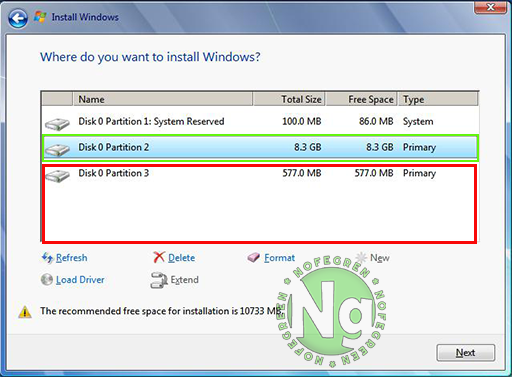 Install Windows
Where do you want to install Windows?
Name Total Size Free Space Type
Disk 0 Partition 1: System Reserved 100.0 MB 86.0 MB System
Disk 0 Partition 2 8.3 GB 8.3 GB Primary
Disk 0 Partition 3 577.0 MB 577.0 MB Primary
Refresh Delete Format New
Load Driver Extend
NOFEGREN NOFEGREN NOFEGREN
Ng
The recommended free space for installation is 10733 MB.
Next